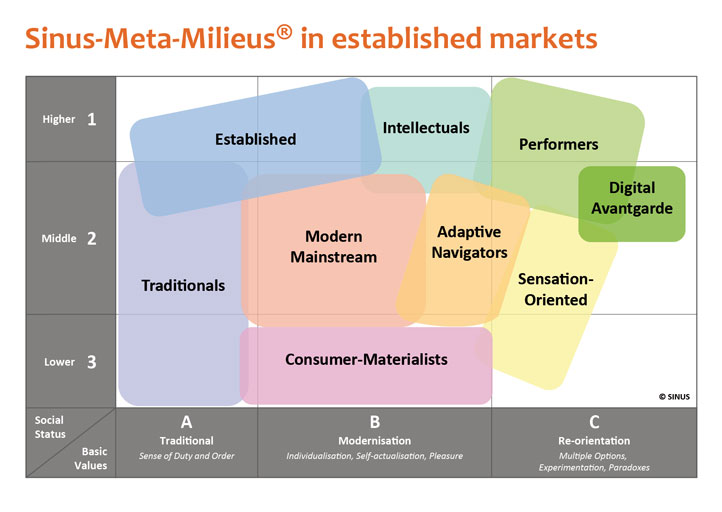 Sinus-Meta-Milieus® in established markets
Higher 1
Established
Intellectuals
Performers
Digital
Avantgarde
Middle 2
Traditionals
Modern
Mainstream
Adaptive
Navigators
Sensation-
Oriented
Lower 3
Consumer-Materialists
© SINUS
Social
Status
Basic
Values
A
Traditional
Sense of Duty and Order
B
Modernisation
Individualisation, Self-actualisation, Pleasure
C
Re-orientation
Multiple Options,
Experimentation, Paradoxes